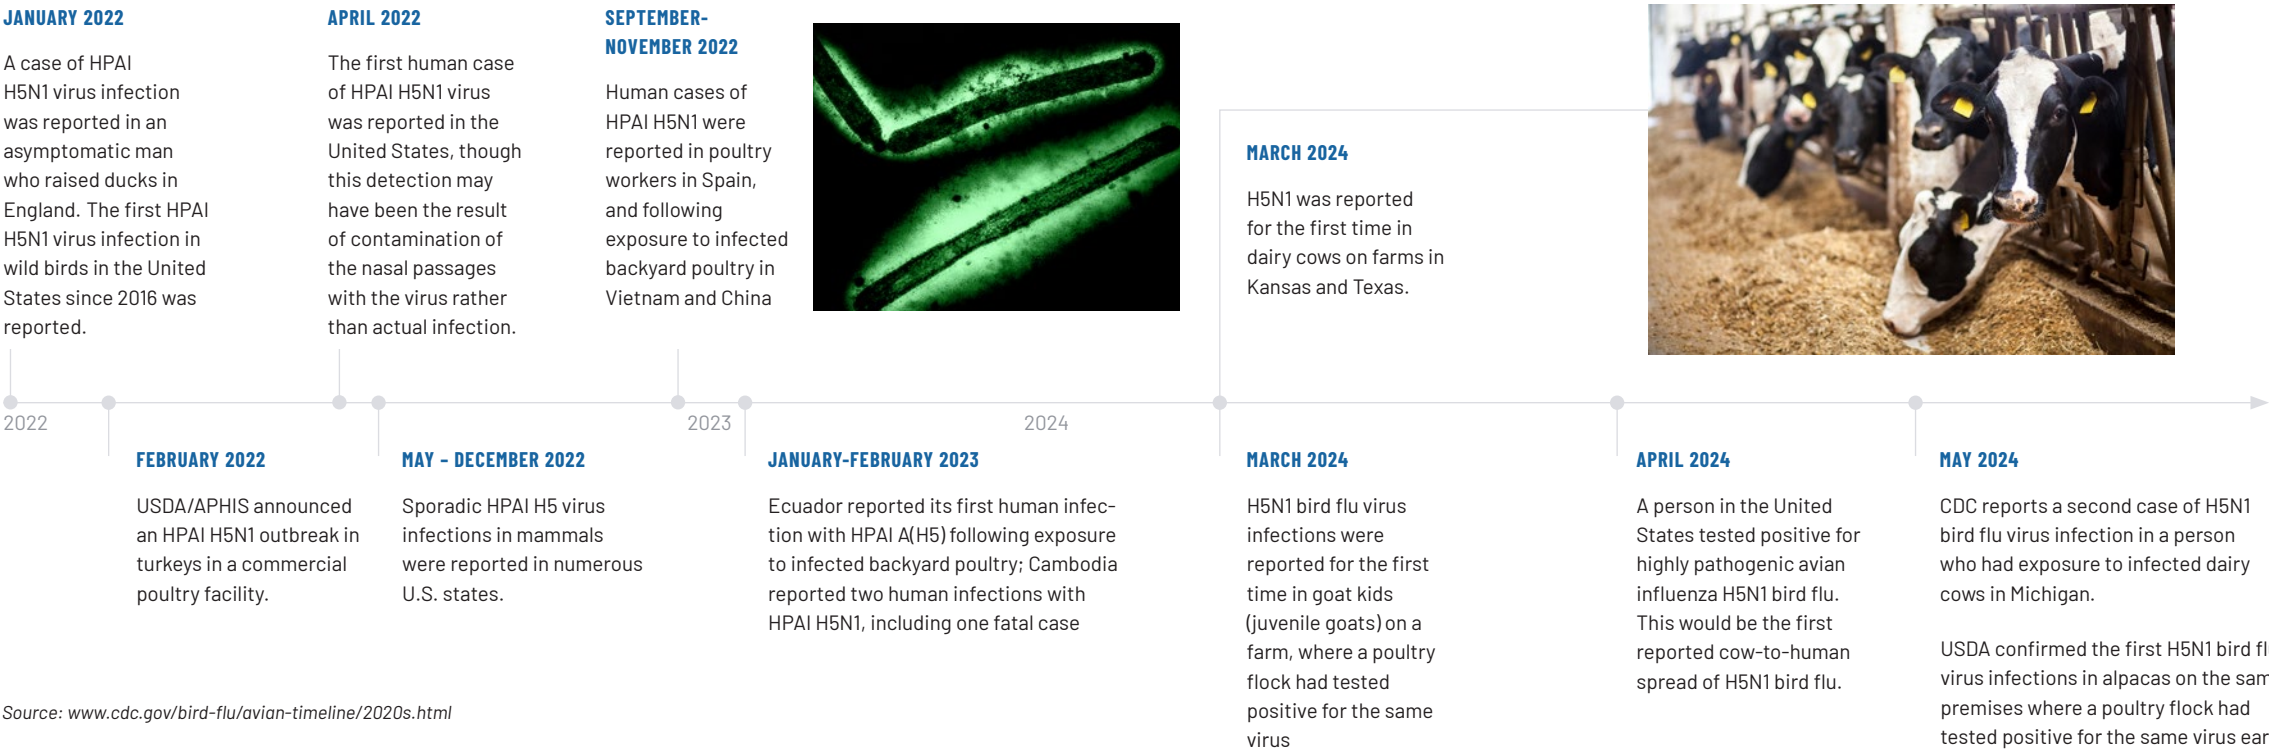 JANUARY 2022
A case of HPAI
H5N1 virus infection
was reported in an
asymptomatic man
who raised ducks in
England. The first HPAI
H5N1 virus infection in
wild birds in the United
States since 2016 was
reported.
APRIL 2022
The first human case
of HPAI H5N1 virus
was reported in the
United States, though
this detection may
have been the result
of contamination of
the nasal passages
with the virus rather
than actual infection.
SEPTEMBER-
NOVEMBER 2022
Human cases of
HPAI H5N1 were
reported in poultry
workers in Spain,
and following
exposure to infected
backyard poultry in
Vietnam and China
MARCH 2024
H5N1 was reported
for the first time in
dairy cows on farms in
Kansas and Texas.
2022
2023
2024
FEBRUARY 2022
USDA/APHIS announced
an HPAI H5N1 outbreak in
turkeys in a commercial
poultry facility.
MAY – DECEMBER 2022
Sporadic HPAI H5 virus
infections in mammals
were reported in numerous
U.S. states.
JANUARY-FEBRUARY 2023
Ecuador reported its first human infec-
tion with HPAI A(H5) following exposure
to infected backyard poultry; Cambodia
reported two human infections with
HPAI H5N1, including one fatal case
MARCH 2024
H5N1 bird flu virus
infections were
reported for the first
time in goat kids
(juvenile goats) on a
farm, where a poultry
flock had tested
positive for the same
virus
APRIL 2024
A person in the United
States tested positive for
highly pathogenic avian
influenza H5N1 bird flu.
This would be the first
reported cow-to-human
spread of H5N1 bird flu.
MAY 2024
CDC reports a second case of H5N1
bird flu virus infection in a person
who had exposure to infected dairy
cows in Michigan.
USDA confirmed the first H5N1 bird
virus infections in alpacas on the
premises where a poultry flock had
tested positive for the same virus
Source: www.cdc.gov/bird-flu/avian-timeline/2020s.html